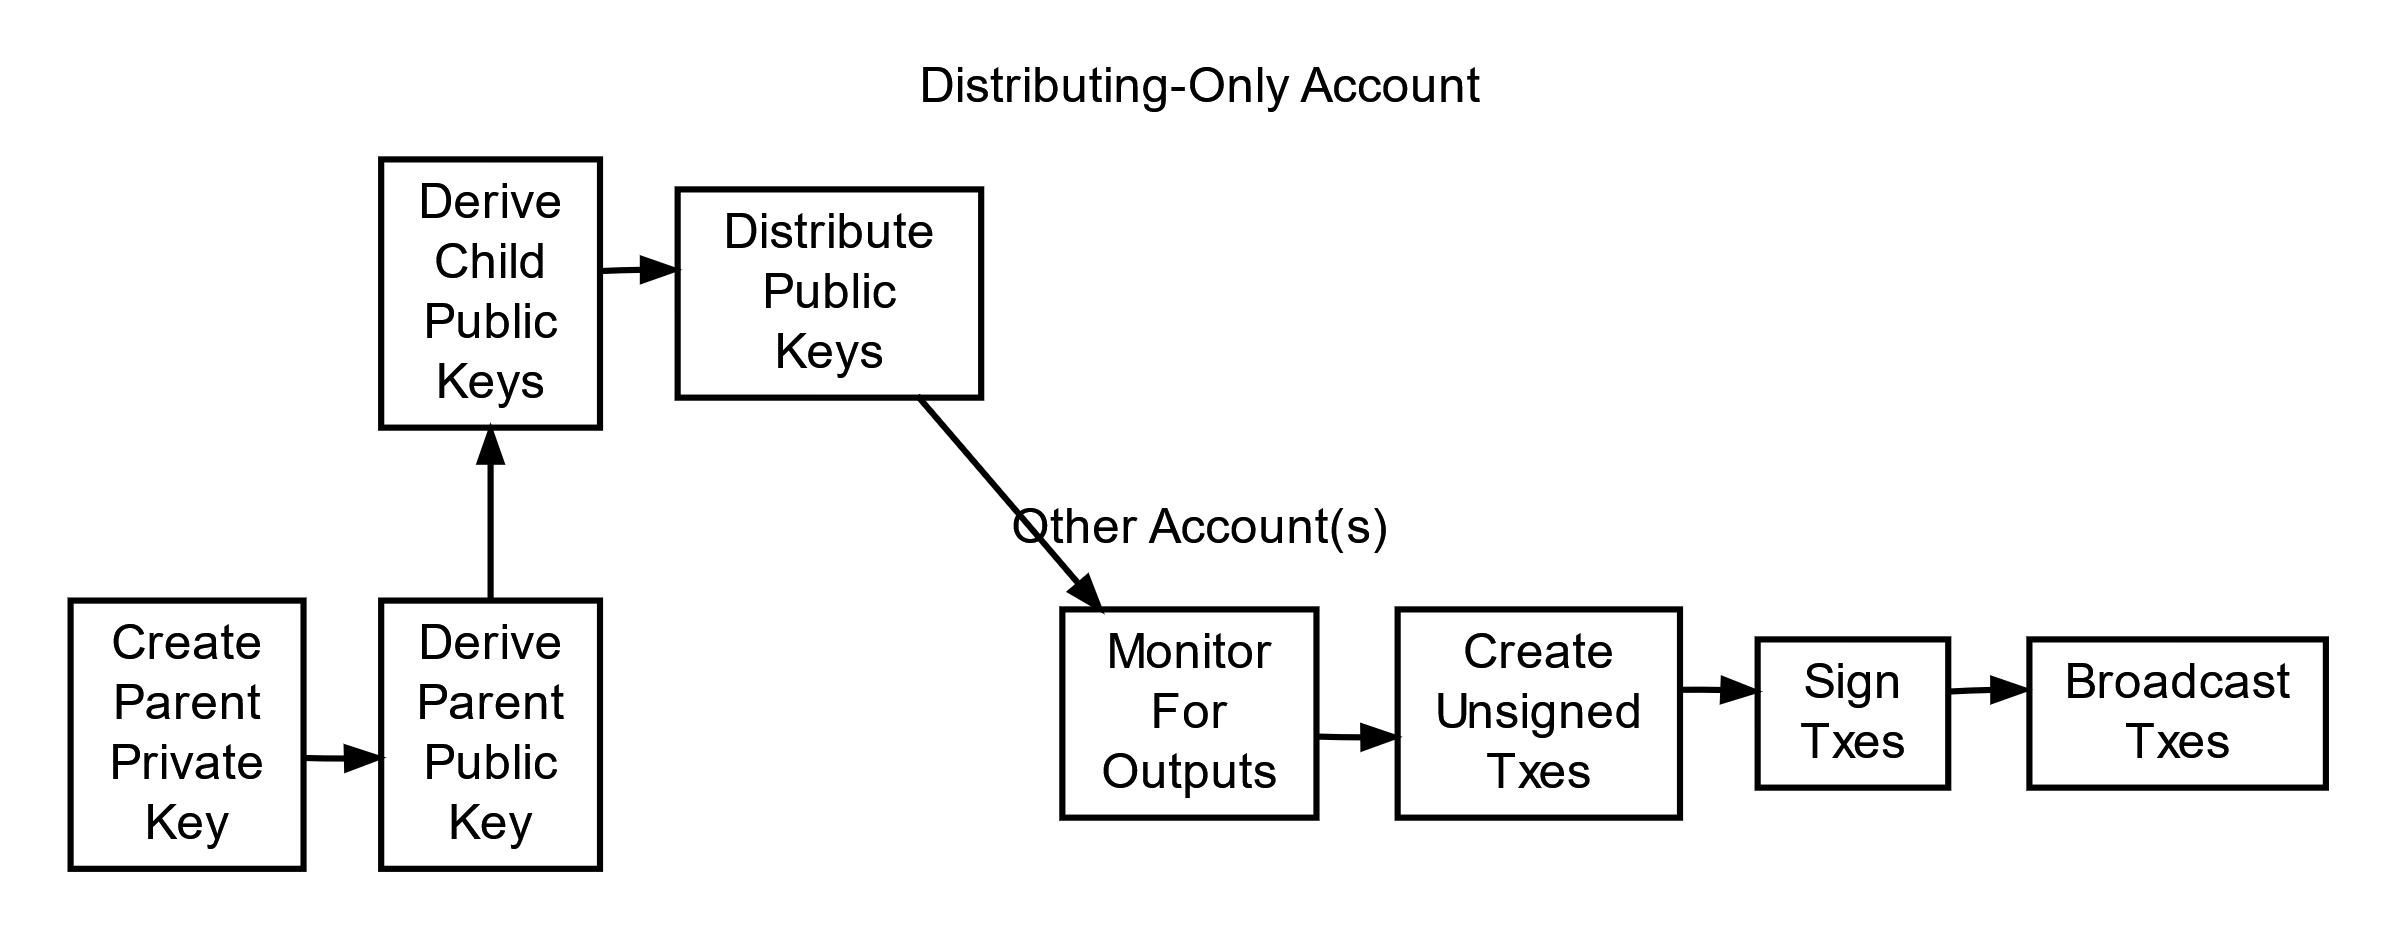 Distributing-Only Account
Derive
Child
Public
Keys
Distribute
Public
Keys
Other Account(s)
Create
Parent
Private
Key
Derive
Parent
Public
Key
Monitor
For
Outputs
Create
Unsigned
Txes
Sign
Txes
Broadcast
Txes